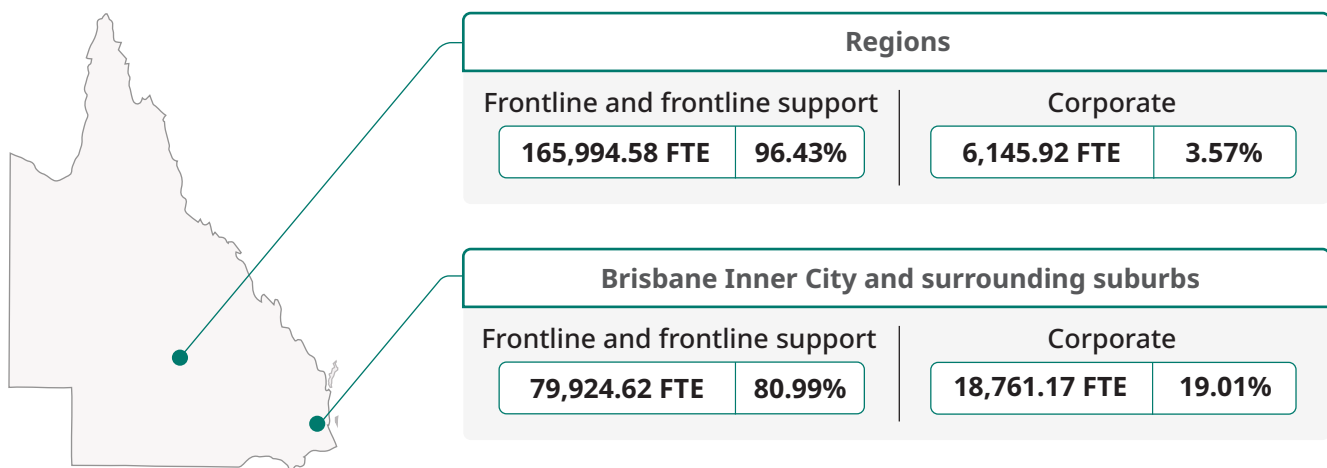 Regions
Frontline and frontline support
Corporate
165,994.58 FTE
96.43%
6,145.92 FTE
3.57%
Brisbane Inner City and surrounding suburbs
Frontline and frontline support
Corporate
79,924.62 FTE
80.99%
18,761.17 FTE
19.01%